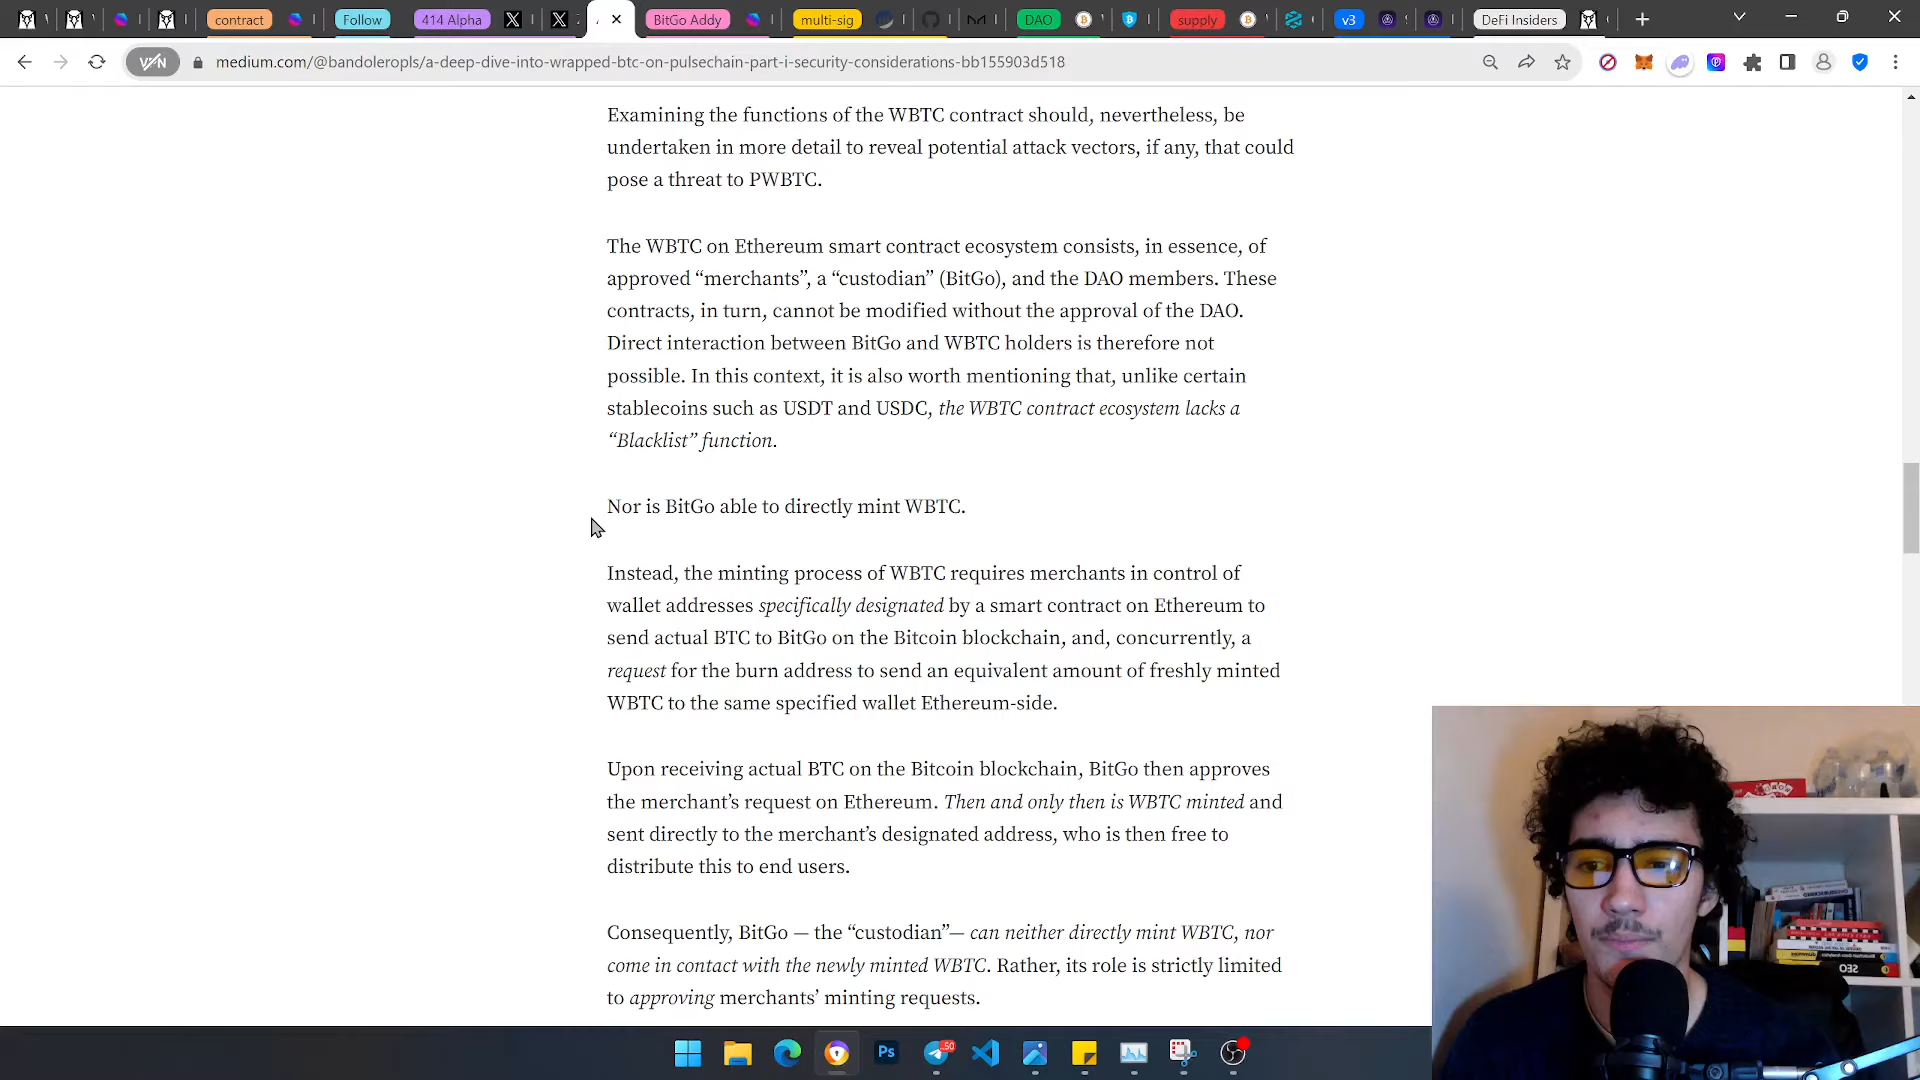 contract
Follow
414 Alpha
BitGo Addy
multi-sig
DAO
supply
v3
DeFi Insiders
medium.com/@bandoleropls/a-deep-dive-into-wrapped-btc-on-pulsechain-part-i-security-considerations-bb155903d518
Examining the functions of the WBTC contract should, nevertheless, be
undertaken in more detail to reveal potential attack vectors, if any, that could
pose a threat to PWBTC.
The WBTC on Ethereum smart contract ecosystem consists, in essence, of
approved “merchants”, a “custodian” (BitGo), and the DAO members. These
contracts, in turn, cannot be modified without the approval of the DAO.
Direct interaction between BitGo and WBTC holders is therefore not
possible. In this context, it is also worth mentioning that, unlike certain
stablecoins such as USDT and USDC, the WBTC contract ecosystem lacks a
“Blacklist” function.
Nor is BitGo able to directly mint WBTC.
Instead, the minting process of WBTC requires merchants in control of
wallet addresses specifically designated by a smart contract on Ethereum to
send actual BTC to BitGo on the Bitcoin blockchain, and, concurrently, a
request for the burn address to send an equivalent amount of freshly minted
WBTC to the same specified wallet Ethereum-side.
Upon receiving actual BTC on the Bitcoin blockchain, BitGo then approves
the merchant’s request on Ethereum. Then and only then is WBTC minted and
sent directly to the merchant’s designated address, who is then free to
distribute this to end users.
Consequently, BitGo — the “custodian”— can neither directly mint WBTC, nor
come in contact with the newly minted WBTC. Rather, its role is strictly limited
to approving merchants’ minting requests.
Ps
50
SEO